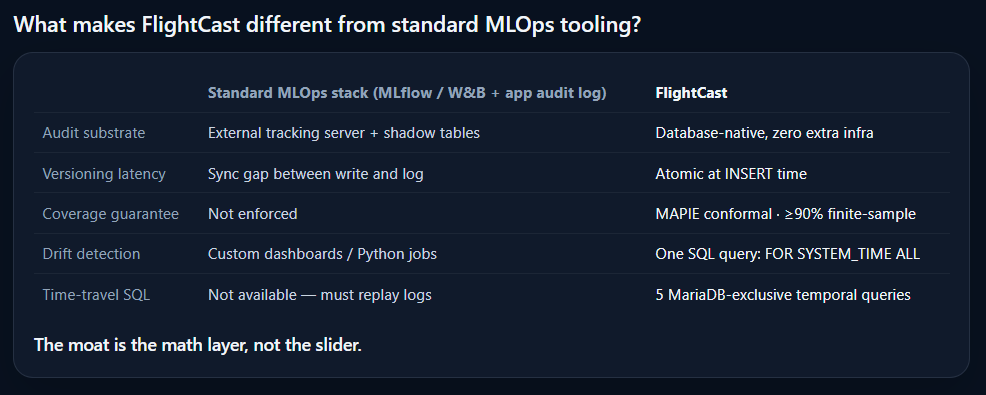 What makes FlightCast different from standard MLOps tooling?
Standard MLOps stack (MLflow / W&B + app audit log) FlightCast
Audit substrate External tracking server + shadow tables Database-native, zero extra infra
Versioning latency Sync gap between write and log Atomic at INSERT time
Coverage guarantee Not enforced MAPIE conformal · ≥90% finite-sample
Drift detection Custom dashboards / Python jobs One SQL query: FOR SYSTEM_TIME ALL
Time-travel SQL Not available — must replay logs 5 MariaDB-exclusive temporal queries
The moat is the math layer, not the slider.